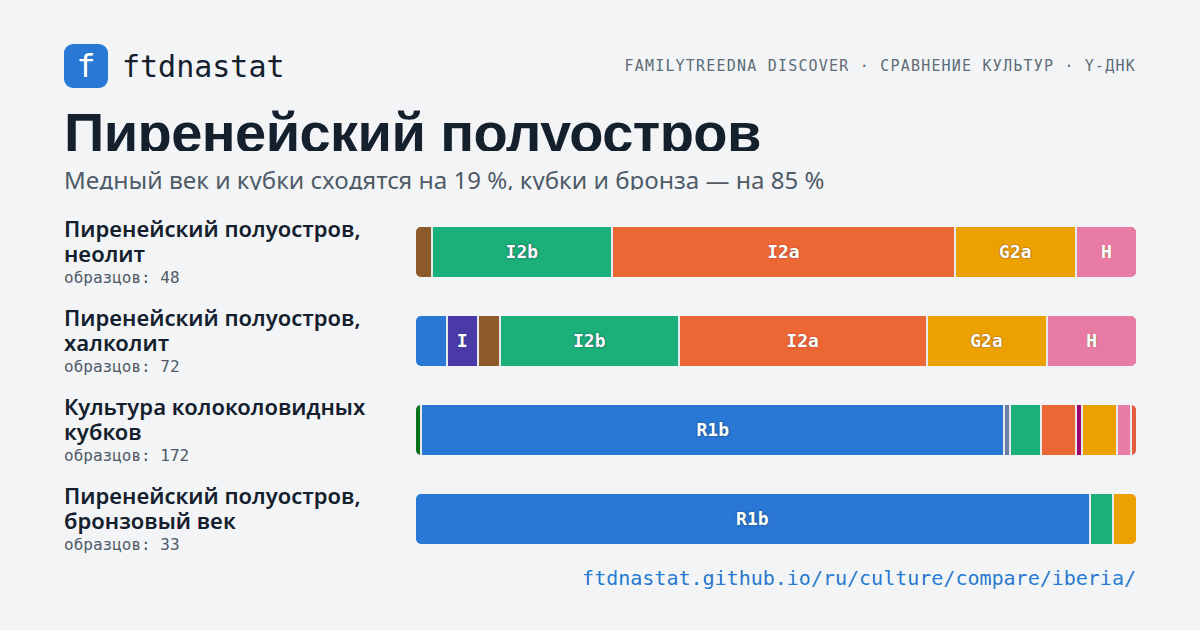 f ftdnastat
FAMILYTREEDNA DISCOVER · СРАВНЕНИЕ КУЛЬТУР · Y-ДНК
Пиренейский полуостров
Медный век и кубки сходятся на 19 %, кубки и бронза — на 85 %
Пиренейский полуостров,
неолит
образцов: 48
I2b I2a G2a H
Пиренейский полуостров,
халколит
образцов: 72
I I2b I2a G2a H
Культура колоколовидных
кубков
образцов: 172
R1b
Пиренейский полуостров,
бронзовый век
образцов: 33
R1b
ftdnastat.github.io/ru/culture/compare/iberia/